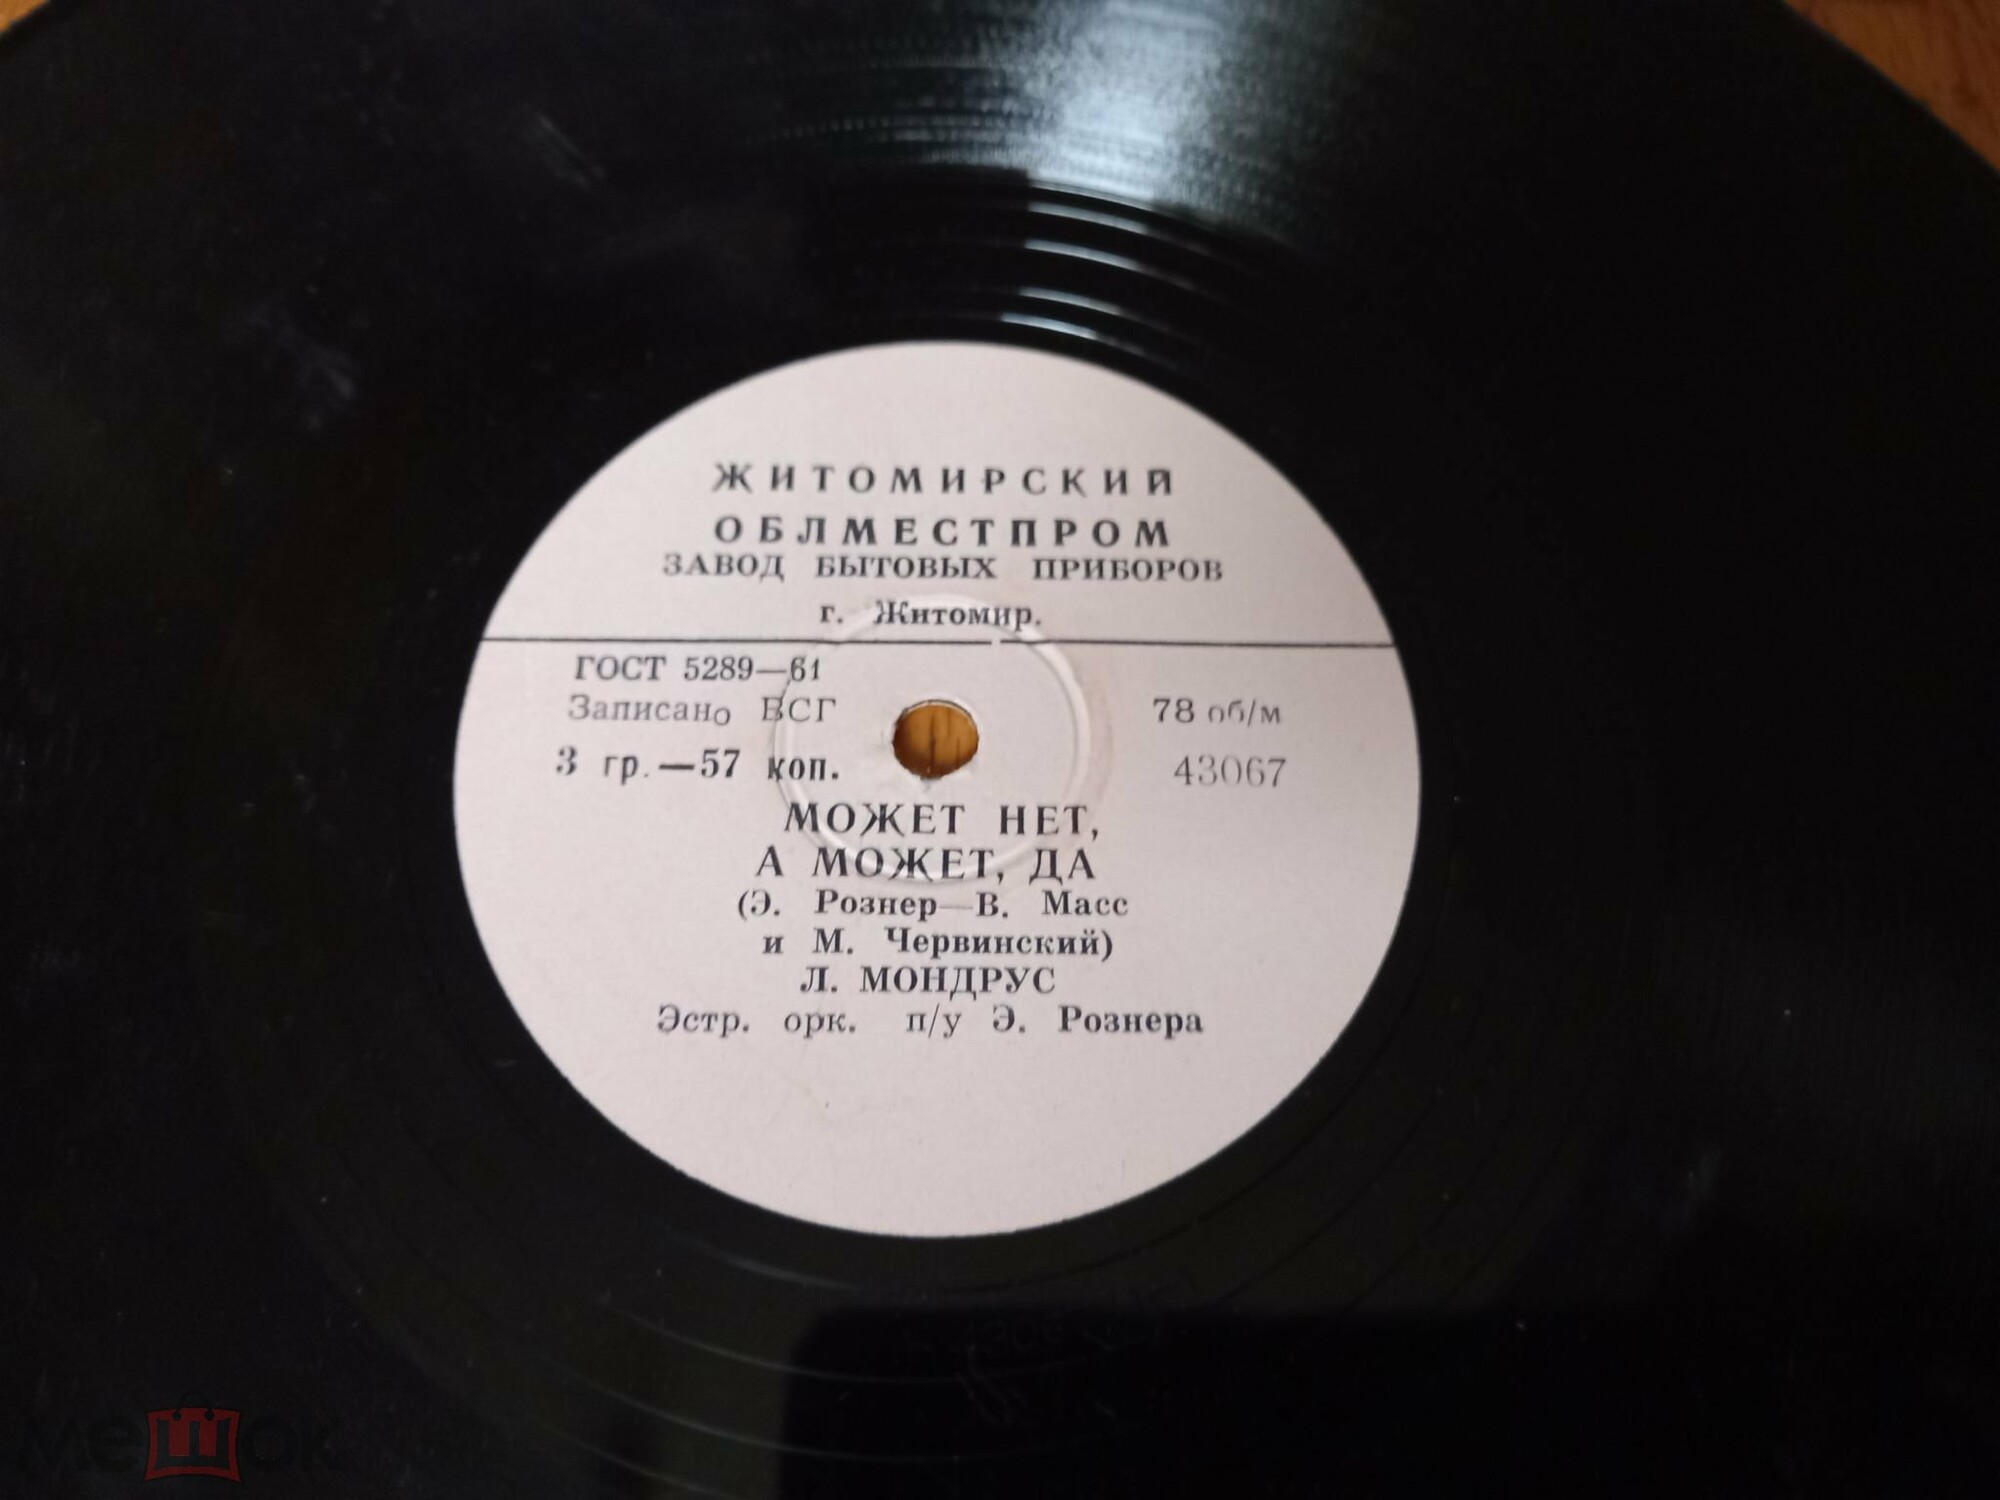 ЖИТОМИРСКИЙ
ОБЛМЕСТПРОМ
ЗАВОД БЫТОВЫХ ПРИБОРОВ
г. Житомир.
ГОСТ 5289—61
Записано ВСГ 78 об/м
3 гр.—57 коп. 43067
МОЖЕТ НЕТ,
А МОЖЕТ, ДА
(Э. Рознер—В. Масс
и М. Червинский)
Л. МОНДРУС
Эстр. орк. п/у Э. Рознера
мешок